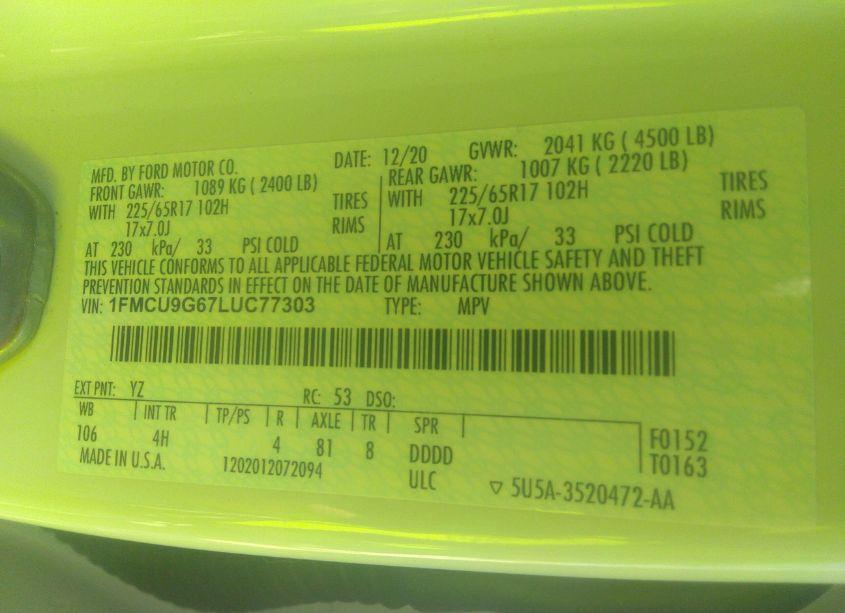 MFD. BY FORD MOTOR CO. DATE: 12/20 GVWR: 2041 KG ( 4500 LB)
FRONT GAWR: 1089 KG ( 2400 LB) REAR GAWR: 1007 KG ( 2220 LB)
WITH 225/65R17 102H TIRES WITH 225/65R17 102H TIRES
17x7.0J RIMS 17x7.0J RIMS
AT 230 kPa/ 33 PSI COLD AT 230 kPa/ 33 PSI COLD
THIS VEHICLE CONFORMS TO ALL APPLICABLE FEDERAL MOTOR VEHICLE SAFETY AND THEFT
PREVENTION STANDARDS IN EFFECT ON THE DATE OF MANUFACTURE SHOWN ABOVE.
VIN: 1FMCU9G67LUC77303 TYPE: MPV
EXT PNT: YZ RC: 53 DSO:
WB INT TR TP/PS R AXLE TR SPR
106 4H 4 81 8 DDDD F0152
MADE IN U.S.A. 1202012072094 ULC T0163
▽ 5U5A-3520472-AA